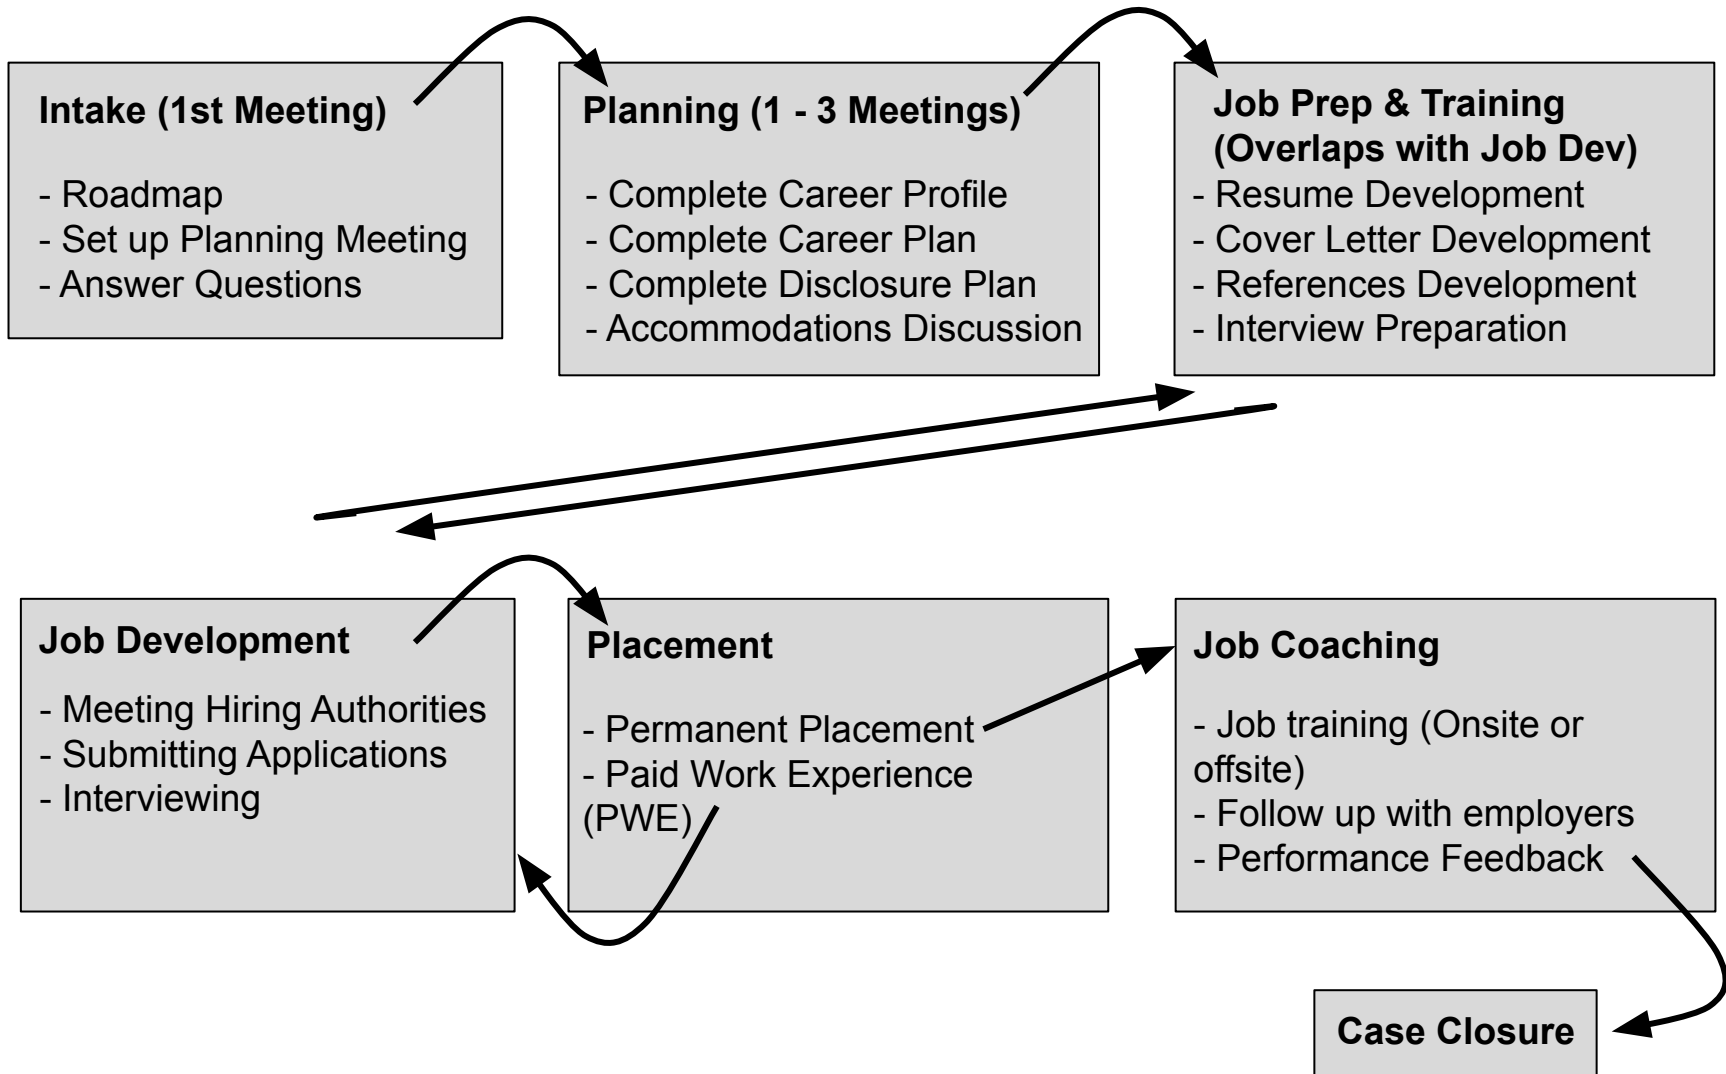 Intake (1st Meeting)
- Roadmap
- Set up Planning Meeting
- Answer Questions
Planning (1 - 3 Meetings)
- Complete Career Profile
- Complete Career Plan
- Complete Disclosure Plan
- Accommodations Discussion
Job Prep & Training
(Overlaps with Job Dev)
- Resume Development
- Cover Letter Development
- References Development
- Interview Preparation
Job Development
- Meeting Hiring Authorities
- Submitting Applications
- Interviewing
Placement
- Permanent Placement
- Paid Work Experience
(PWE)
Job Coaching
- Job training (Onsite or
offsite)
- Follow up with employers
- Performance Feedback
Case Closure